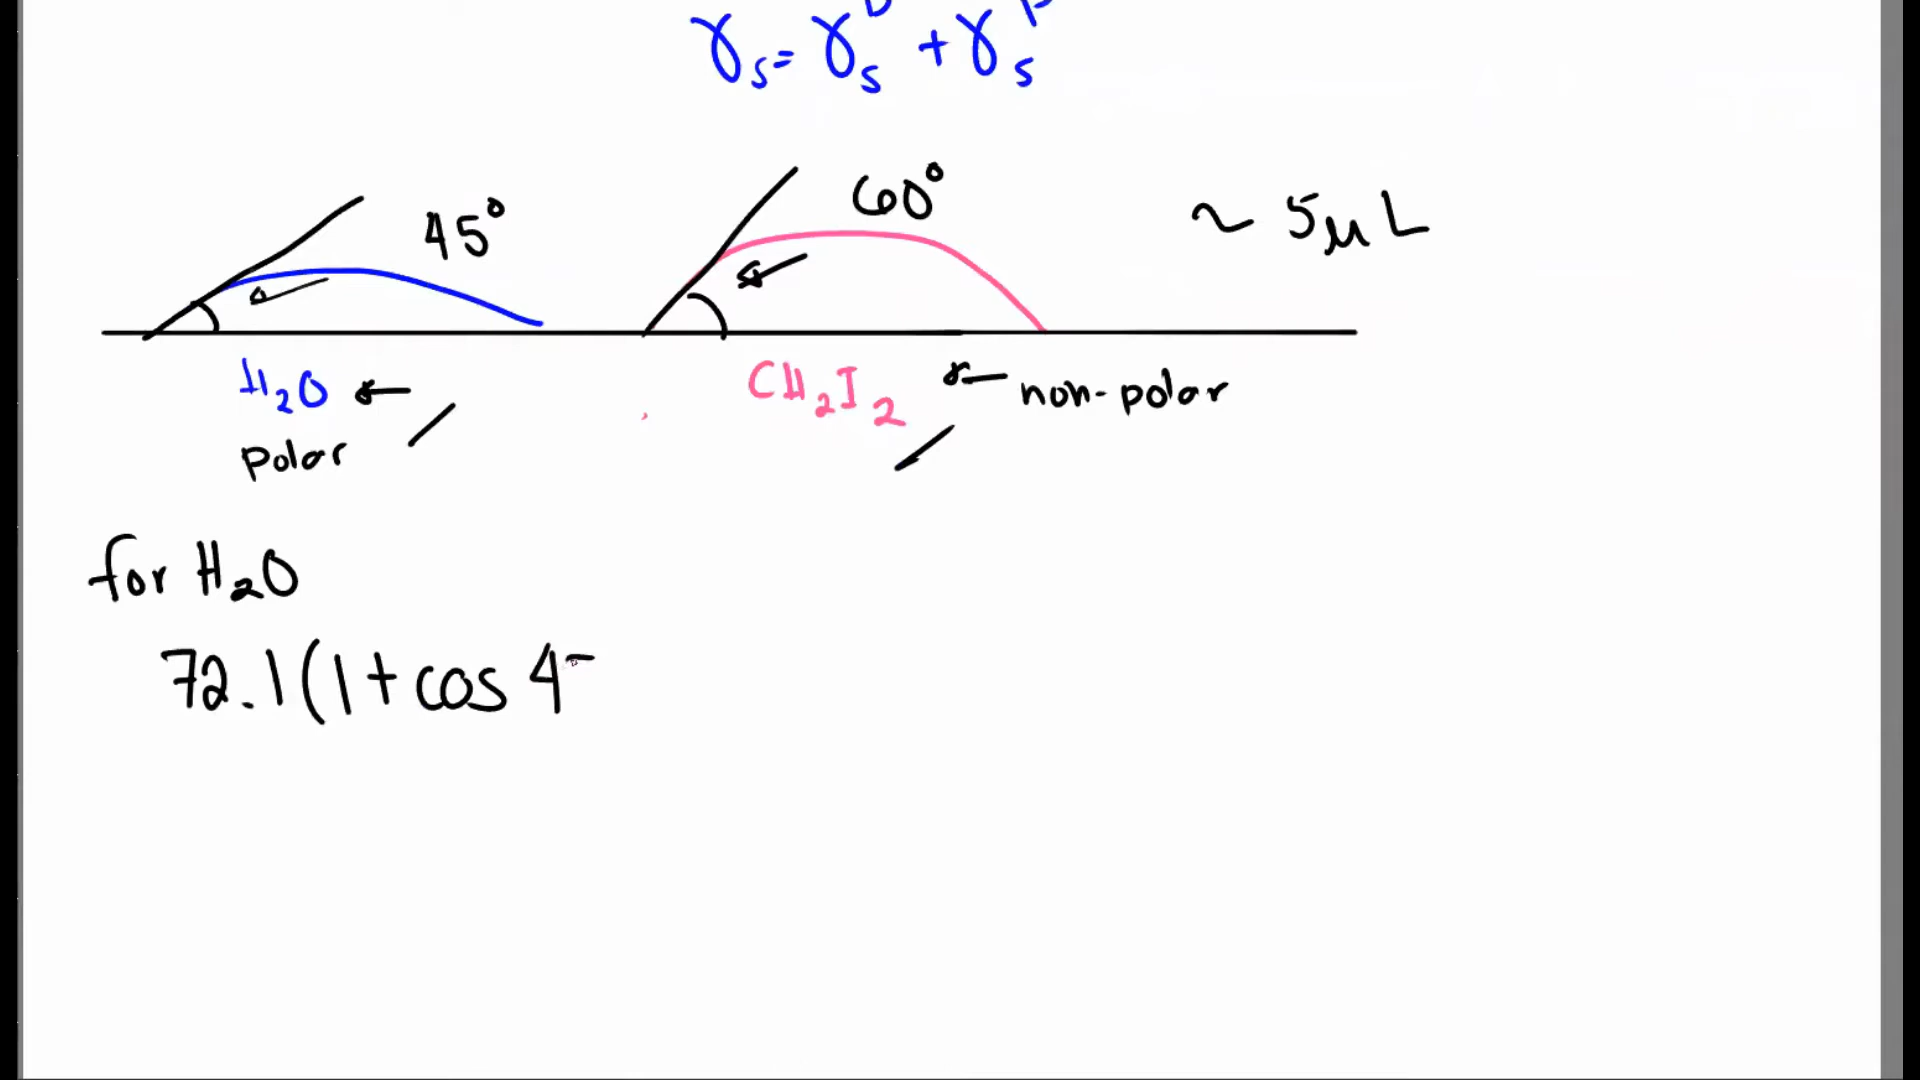 γs = γs^D + γs^P
45° 60° ~ 5μL
H₂O CH₂I₂ non-polar
polar
for H₂O
72.1(1+cos 4